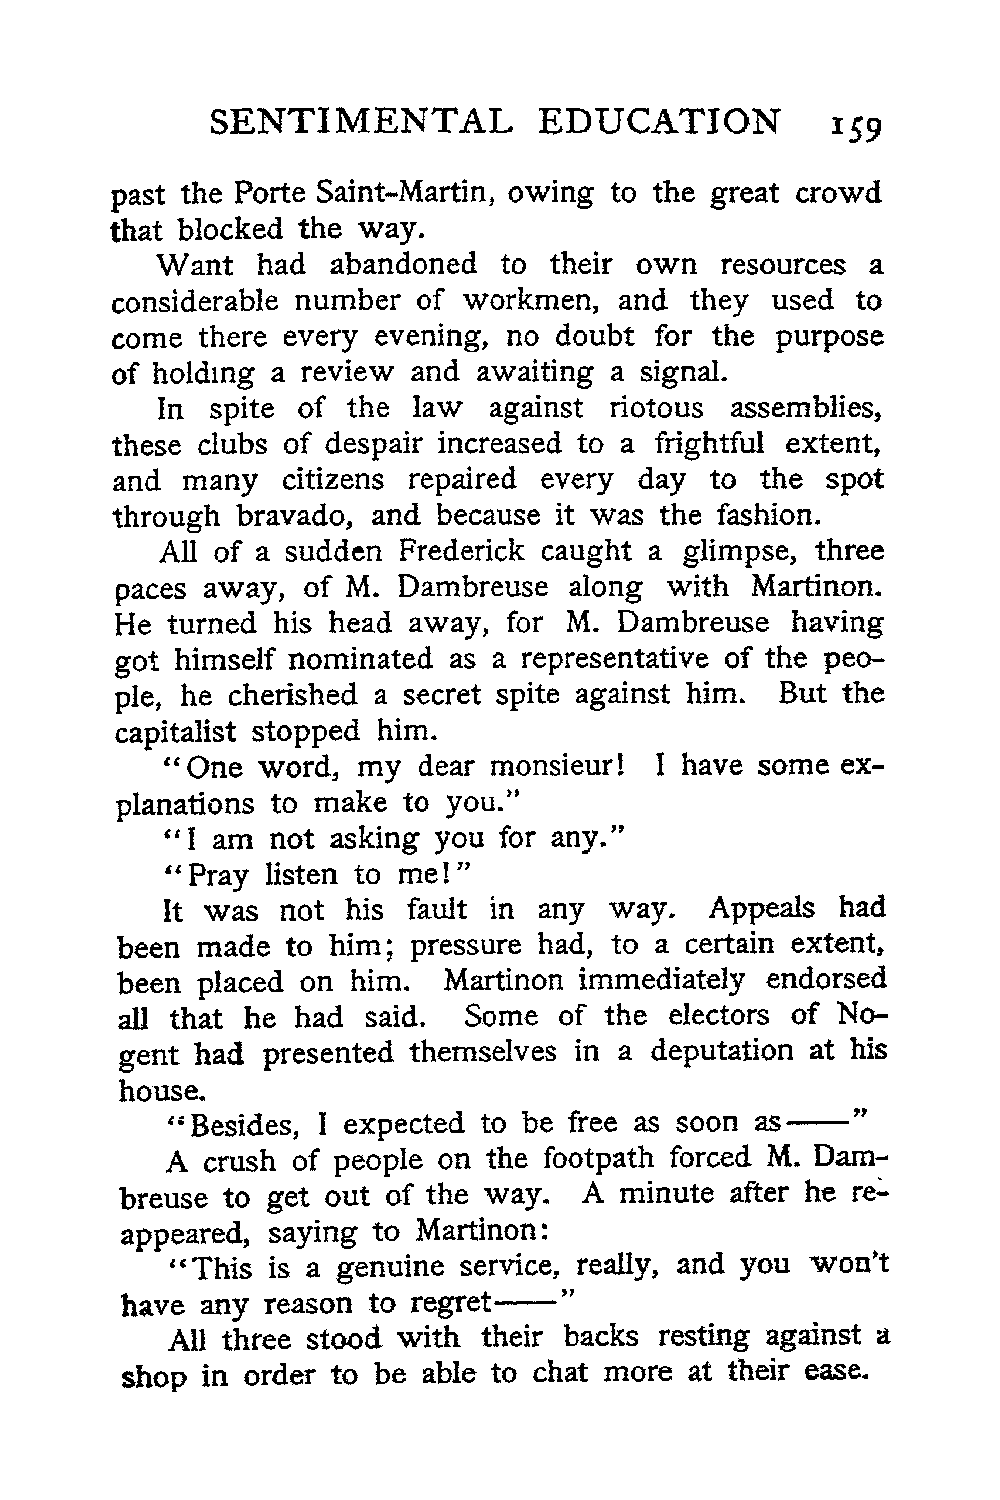 SENTIMENTAL EDUCATION 159
past the Porte Saint-Martin, owing to the great crowd
that blocked the way.
Want had abandoned to their own resources a
considerable number of workmen, and they used to
come there every evening, no doubt for the purpose
of holding a review and awaiting a signal.
In spite of the law against riotous assemblies,
these clubs of despair increased to a frightful extent,
and many citizens repaired every day to the spot
through bravado, and because it was the fashion.
All of a sudden Frederick caught a glimpse, three
paces away, of M. Dambreuse along with Martinon.
He turned his head away, for M. Dambreuse having
got himself nominated as a representative of the peo-
ple, he cherished a secret spite against him. But the
capitalist stopped him.
"One word, my dear monsieur! I have some ex-
planations to make to you."
"I am not asking you for any."
"Pray listen to me!"
It was not his fault in any way. Appeals had
been made to him; pressure had, to a certain extent,
been placed on him. Martinon immediately endorsed
all that he had said. Some of the electors of No-
gent had presented themselves in a deputation at his
house.
"Besides, I expected to be free as soon as——"
A crush of people on the footpath forced M. Dam-
breuse to get out of the way. A minute after he re-
appeared, saying to Martinon:
"This is a genuine service, really, and you won't
have any reason to regret——"
All three stood with their backs resting against a
shop in order to be able to chat more at their ease.